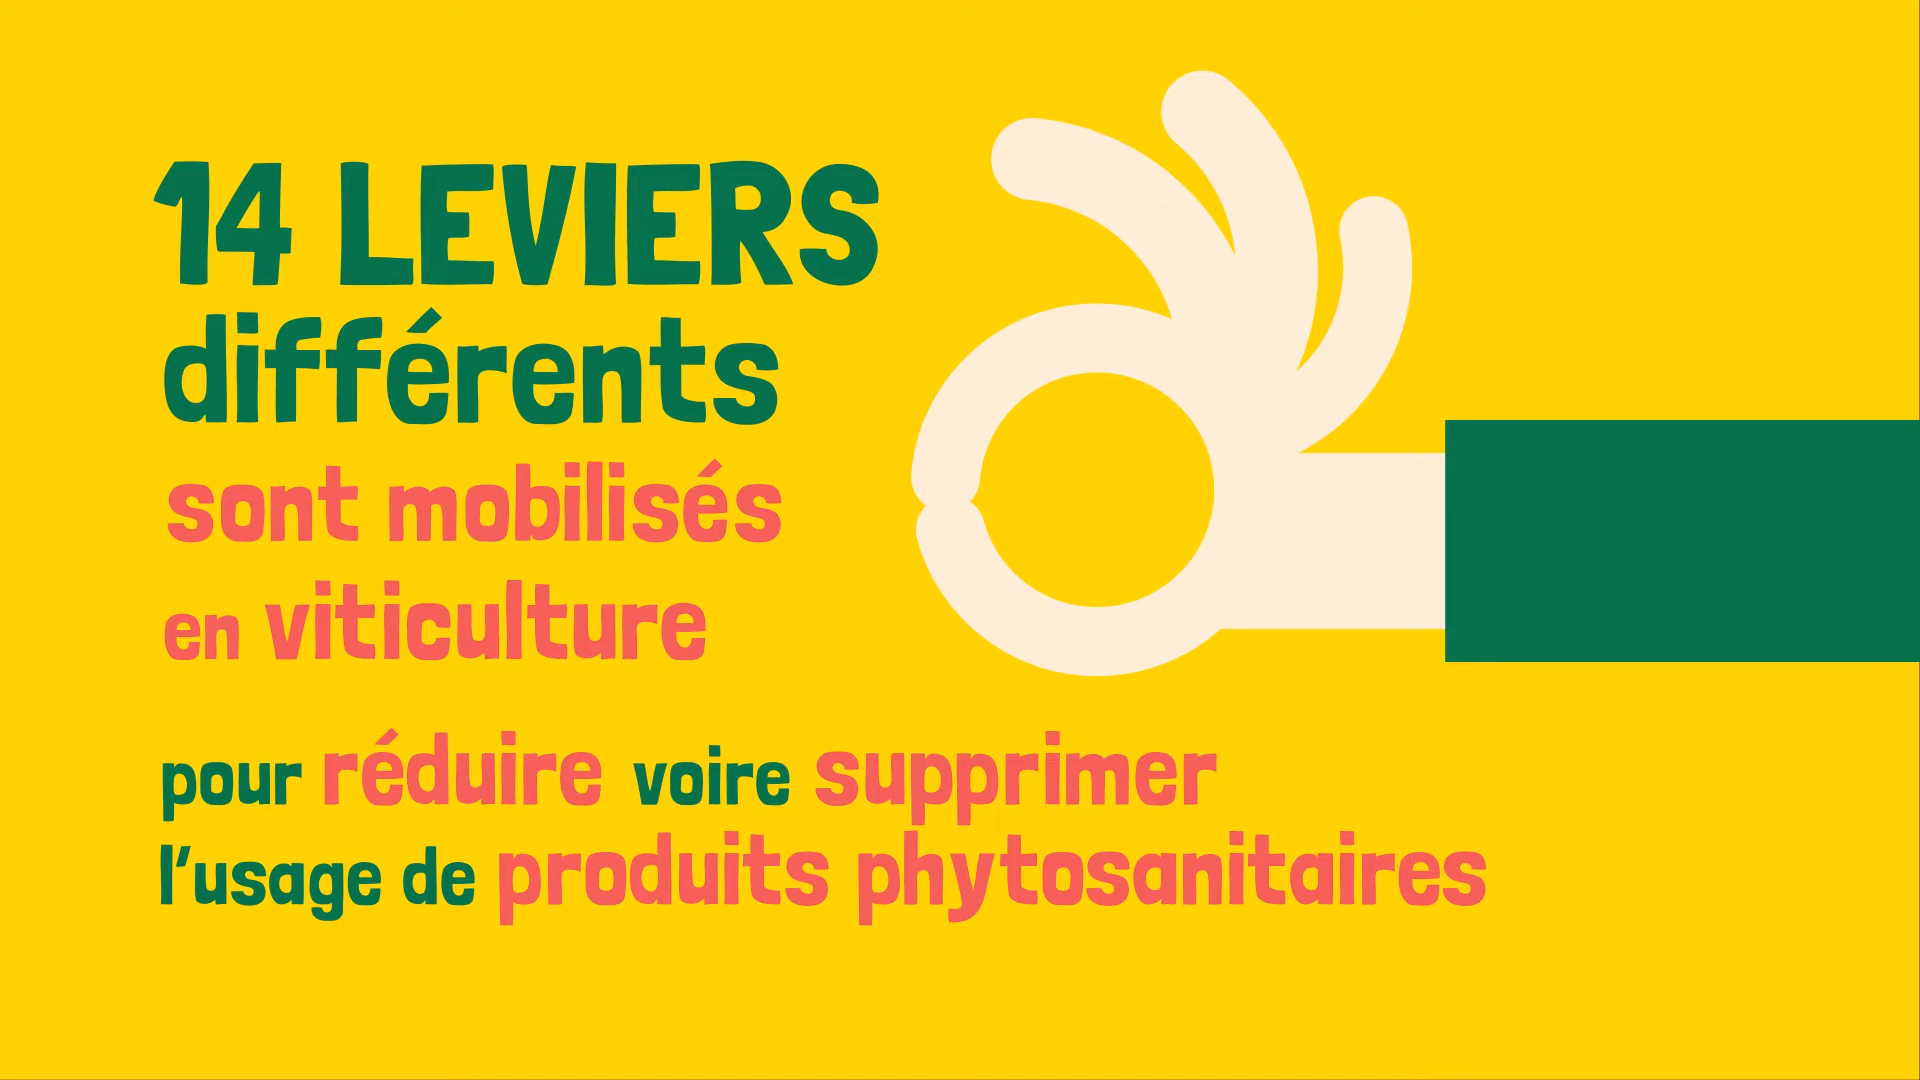 14 LEVIERS
différents
sont mobilisés
en viticulture
pour réduire voire supprimer
l'usage de produits phytosanitaires